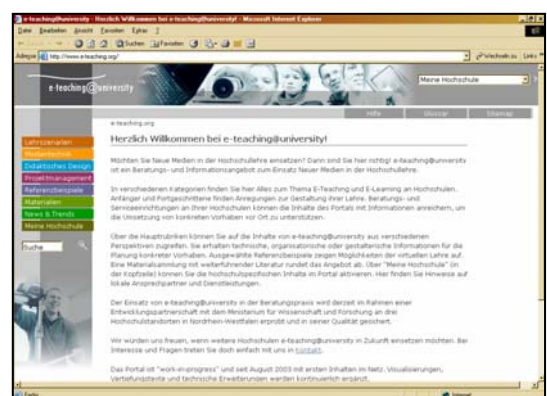 e-teaching@university - Herzlich Willkommen bei e-teaching@university! - Microsoft Internet Explorer
Datei Bearbeiten Ansicht Favoriten Extras ?
Suchen Favoriten
Adresse http://www.e-teaching.org/ Wechseln zu Links
e-teaching@university
Meine Hochschule
Hilfe Glossar Sitemap
e-teaching.org
Herzlich Willkommen bei e-teaching@university!
Lehrszenarien
Medientechnik
Didaktisches Design
Projektmanagement
Referenzbeispiele
Materialien
News & Trends
Meine Hochschule
Suche
Möchten Sie Neue Medien in der Hochschullehre einsetzen? Dann sind Sie hier richtig! e-teaching@university
ist ein Beratungs- und Informationsangebot zum Einsatz Neuer Medien in der Hochschullehre.
In verschiedenen Kategorien finden Sie hier Alles zum Thema E-Teaching und E-Learning an Hochschulen.
Anfänger und Fortgeschrittene finden Anregungen zur Gestaltung ihrer Lehre. Beratungs- und
Serviceeinrichtungen an Ihrer Hochschulen können die Inhalte des Portals mit Informationen anreichern, um
die Umsetzung von konkreten Vorhaben vor Ort zu unterstützen.
Über die Hauptrubriken können Sie auf die Inhalte von e-teaching@university aus verschiedenen
Perspektiven zugreifen. Sie erhalten technische, organisatorische oder gestalterische Informationen für die
Planung konkreter Vorhaben. Ausgewählte Referenzbeispiele zeigen Möglichkeiten der virtuellen Lehre auf.
Eine Materialsammlung mit weiterführender Literatur rundet das Angebot ab. Über "Meine Hochschule" (in
der Kopfzeile) können Sie die hochschulspezifischen Inhalte im Portal aktivieren. Hier finden Sie Hinweise auf
lokale Ansprechpartner und Dienstleistungen.
Der Einsatz von e-teaching@university in der Beratungspraxis wird derzeit im Rahmen einer
Entwicklungspartnerschaft mit dem Ministerium für Wissenschaft und Forschung an drei
Hochschulstandorten in Nordrhein-Westfalen erprobt und in seiner Qualität gesichert.
Wir würden uns freuen, wenn weitere Hochschulen e-teaching@university in Zukunft einsetzen möchten. Bei
Interesse und Fragen treten Sie doch einfach mit uns in Kontakt.
Das Portal ist "work-in-progress" und seit August 2003 mit ersten Inhalten im Netz. Visualisierungen,
Vertiefungstexte und technische Erweiterungen werden kontinuierlich ergänzt.
Fertig Internet